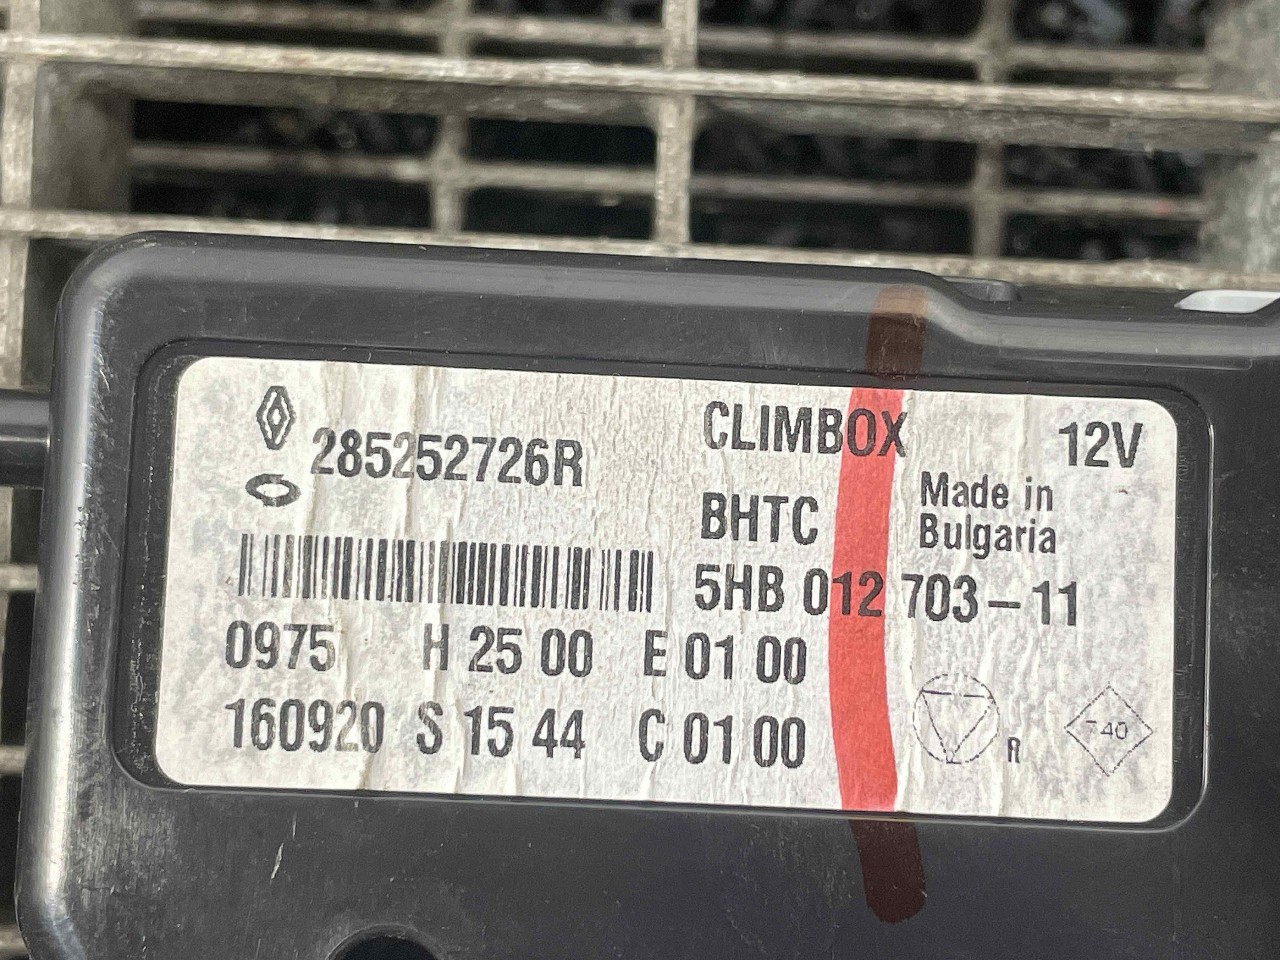 285252726R
CLIMBOX 12V
BHTC
Made in
Bulgaria
5HB 012 703-11
0975 H 25 00 E 01 00
160920 S 15 44 C 01 00
R
740